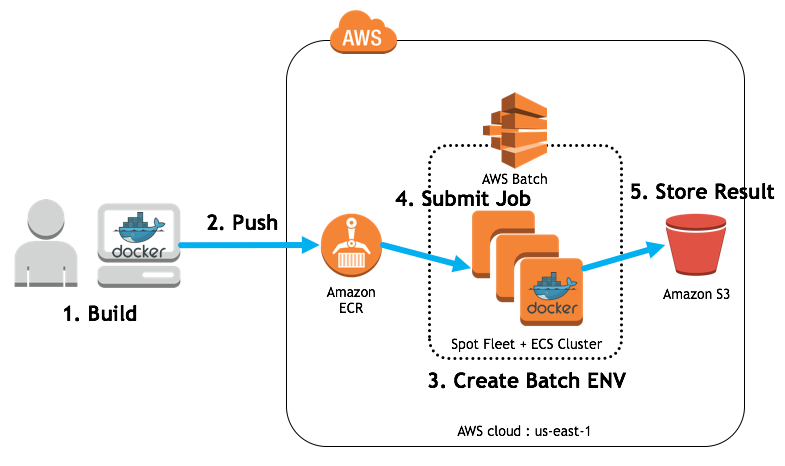 AWS
AWS Batch
4. Submit Job
5. Store Result
2. Push
docker
Amazon
ECR
Amazon S3
docker
1. Build
Spot Fleet + ECS Cluster
3. Create Batch ENV
AWS cloud : us-east-1